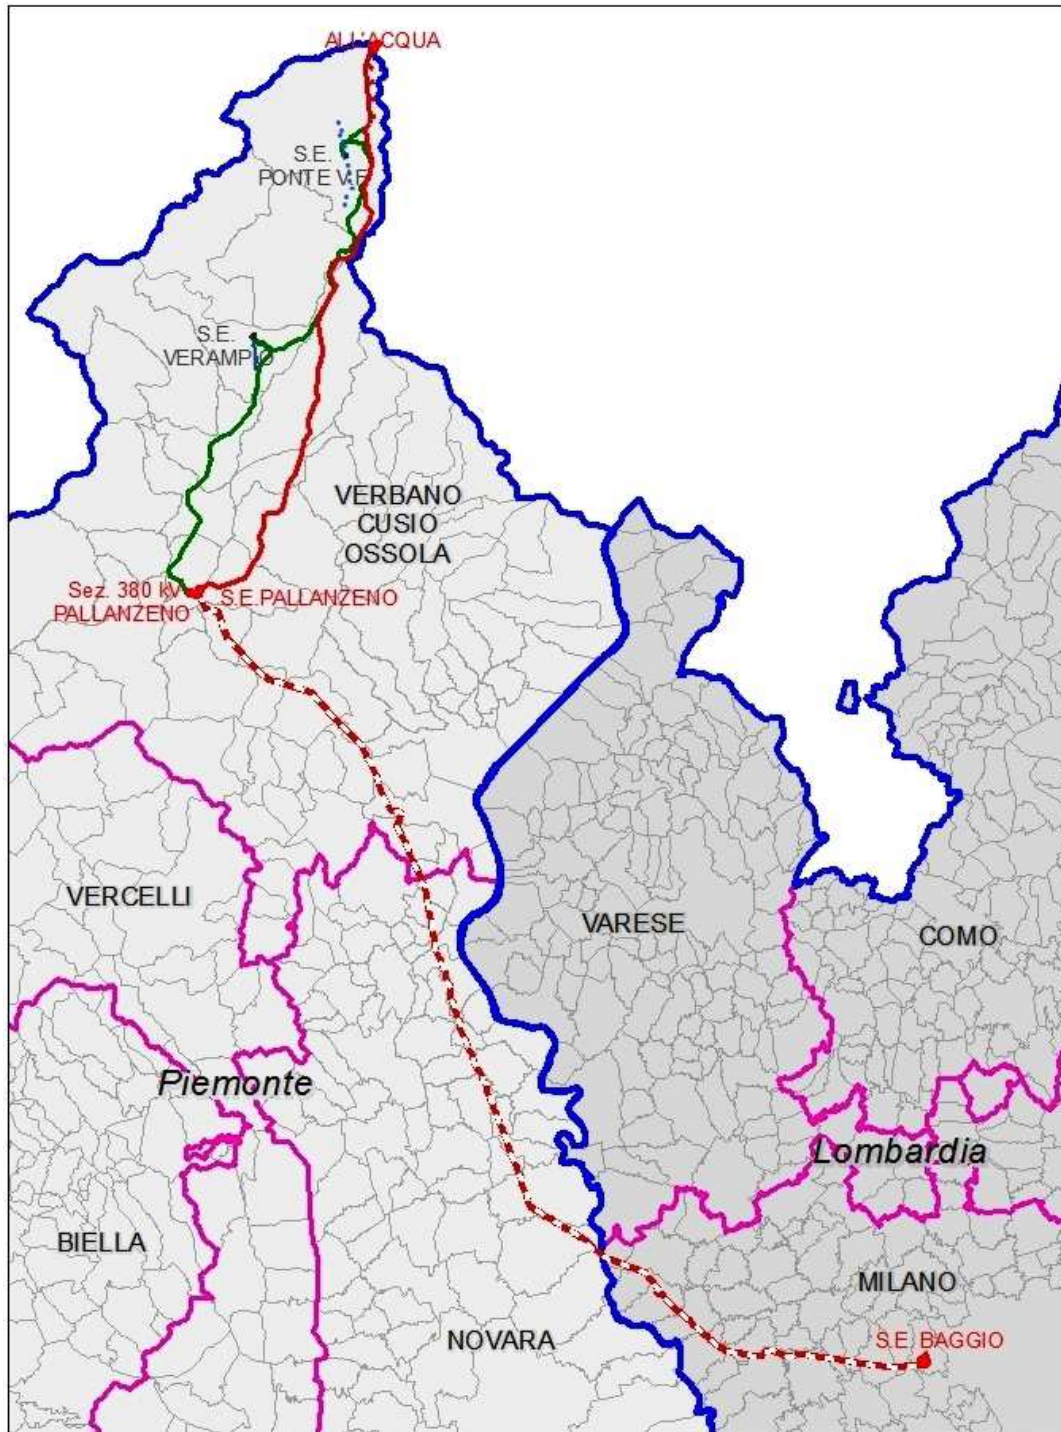 ALL'ACQUA
S.E.
PONTE V.F
S.E.
VERAMPIO
VERBANO
CUSIO
OSSOLA
Sez. 380 kV
PALLANZENO
S.E.PALLANZENO
VERCELLI
VARESE
COMO
Piemonte
Lombardia
BIELLA
MILANO
NOVARA
S.E. BAGGIO